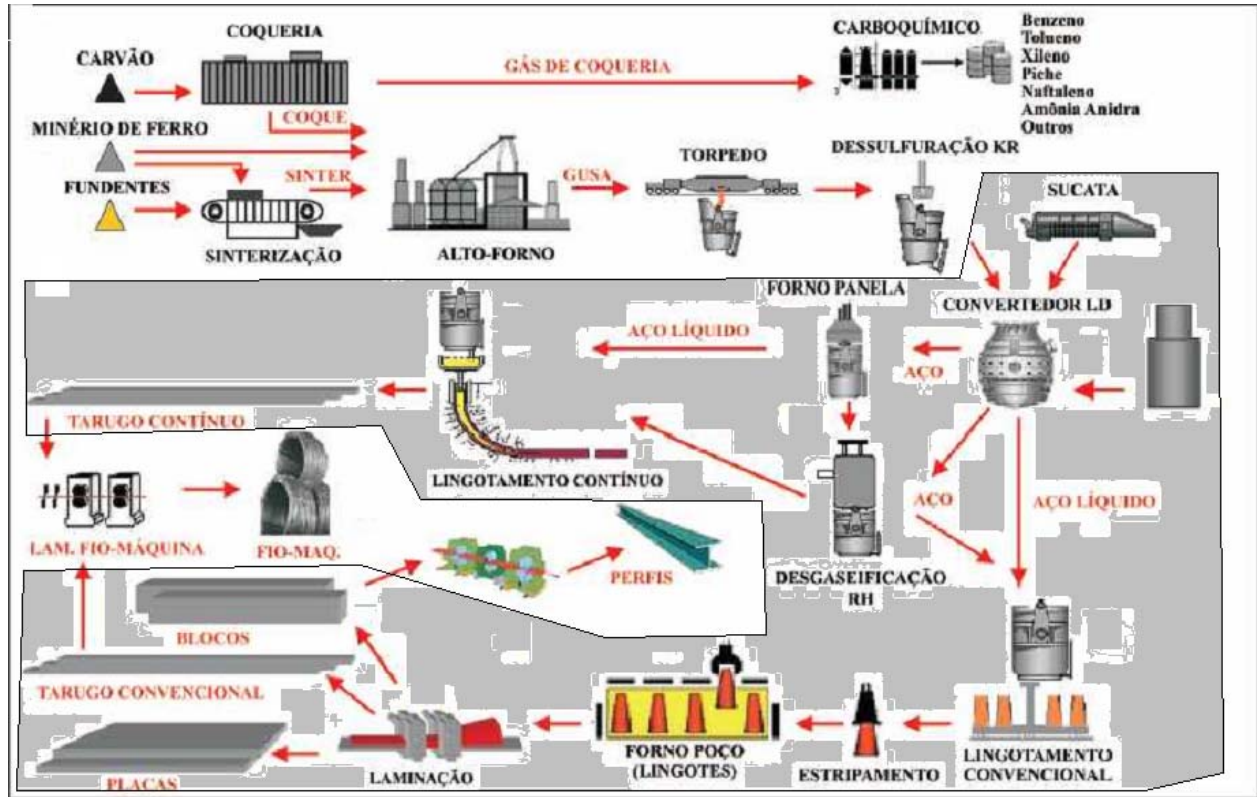 COQUERIA
CARVÃO
GÁS DE COQUERIA
CARBOQUÍMICO
Benzeno
Tolueno
Xileno
Piche
Naftaleno
Amônia Anidra
Outros
COQUE
MINÉRIO DE FERRO
FUNDENTES
SINTER
SINTERIZAÇÃO
ALTO-FORNO
GUSA
TORPEDO
DESSULFURAÇÃO KR
SUCATA
CONVERTEDOR LD
FORNO PANELA
AÇO LÍQUIDO
AÇO
TARUGO CONTÍNUO
LINGOTAMENTO CONTÍNUO
AÇO
AÇO LÍQUIDO
LAM. FIO-MÁQUINA
FIO-MAQ.
PERFIS
DESGASEIFICAÇÃO
RH
BLOCOS
TARUGO CONVENCIONAL
PLACAS
LAMINAÇÃO
FORNO POÇO
(LINGOTES)
ESTRIPAMENTO
LINGOTAMENTO
CONVENCIONAL